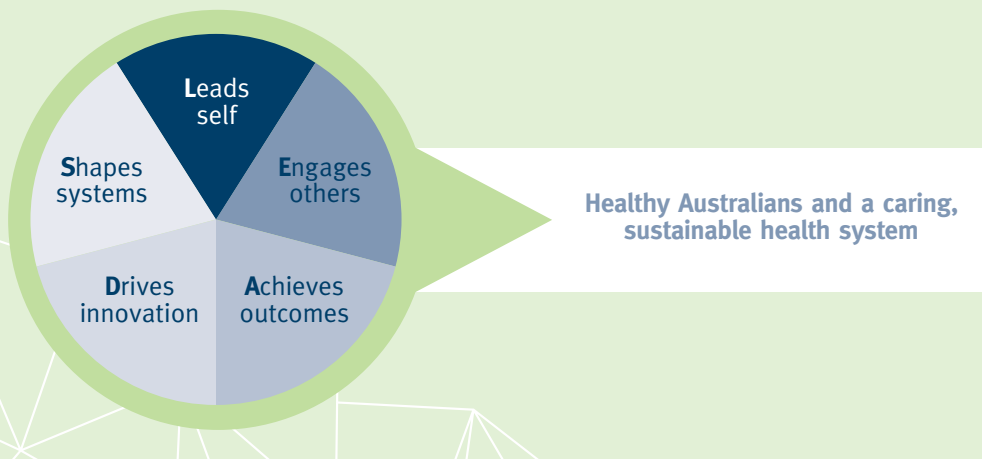 Leads
self
Engages
others
Achieves
outcomes
Drives
innovation
Shapes
systems
Healthy Australians and a caring,
sustainable health system